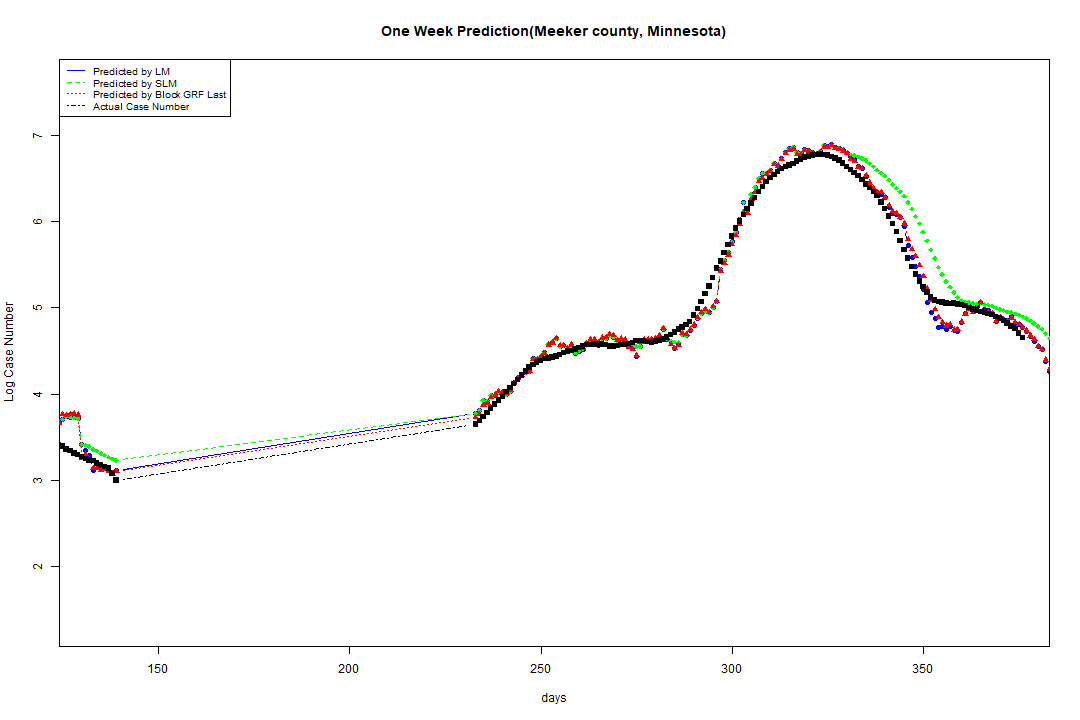 One Week Prediction(Meeker county, Minnesota)
Predicted by LM
Predicted by SLM
Predicted by Block GRF Last
Actual Case Number
7
6
5
4
3
2
Log Case Number
150 200 250 300 350
days